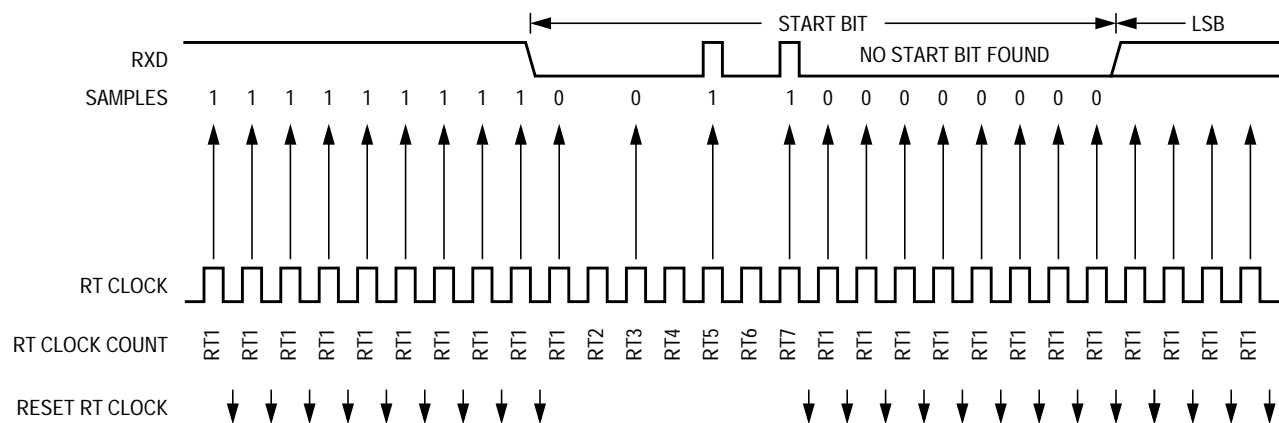 START BIT LSB
RXD NO START BIT FOUND
SAMPLES 1 1 1 1 1 1 1 1 1 0 0 1 1 0 0 0 0 0 0 0 0
RT CLOCK
RT CLOCK COUNT RT1 RT1 RT1 RT1 RT1 RT1 RT1 RT1 RT1 RT1 RT2 RT3 RT4 RT5 RT6 RT7 RT1 RT1 RT1 RT1 RT1 RT1 RT1 RT1 RT1 RT1 RT1 RT1
RESET RT CLOCK